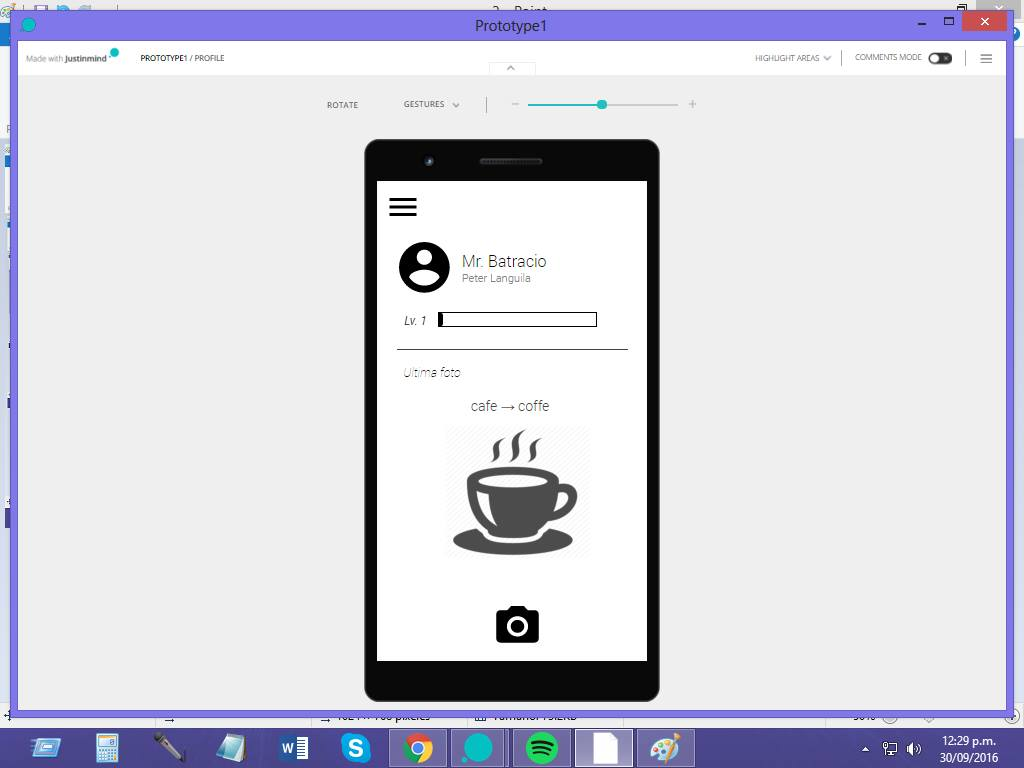 Prototype1
Made with Justinmind
PROTOTYPE1 / PROFILE
HIGHLIGHT AREAS
COMMENTS MODE
ROTATE
GESTURES
Mr. Batracio
Peter Languila
Lv. 1
Ultima foto
cafe → coffe
12:29 p.m.
30/09/2016